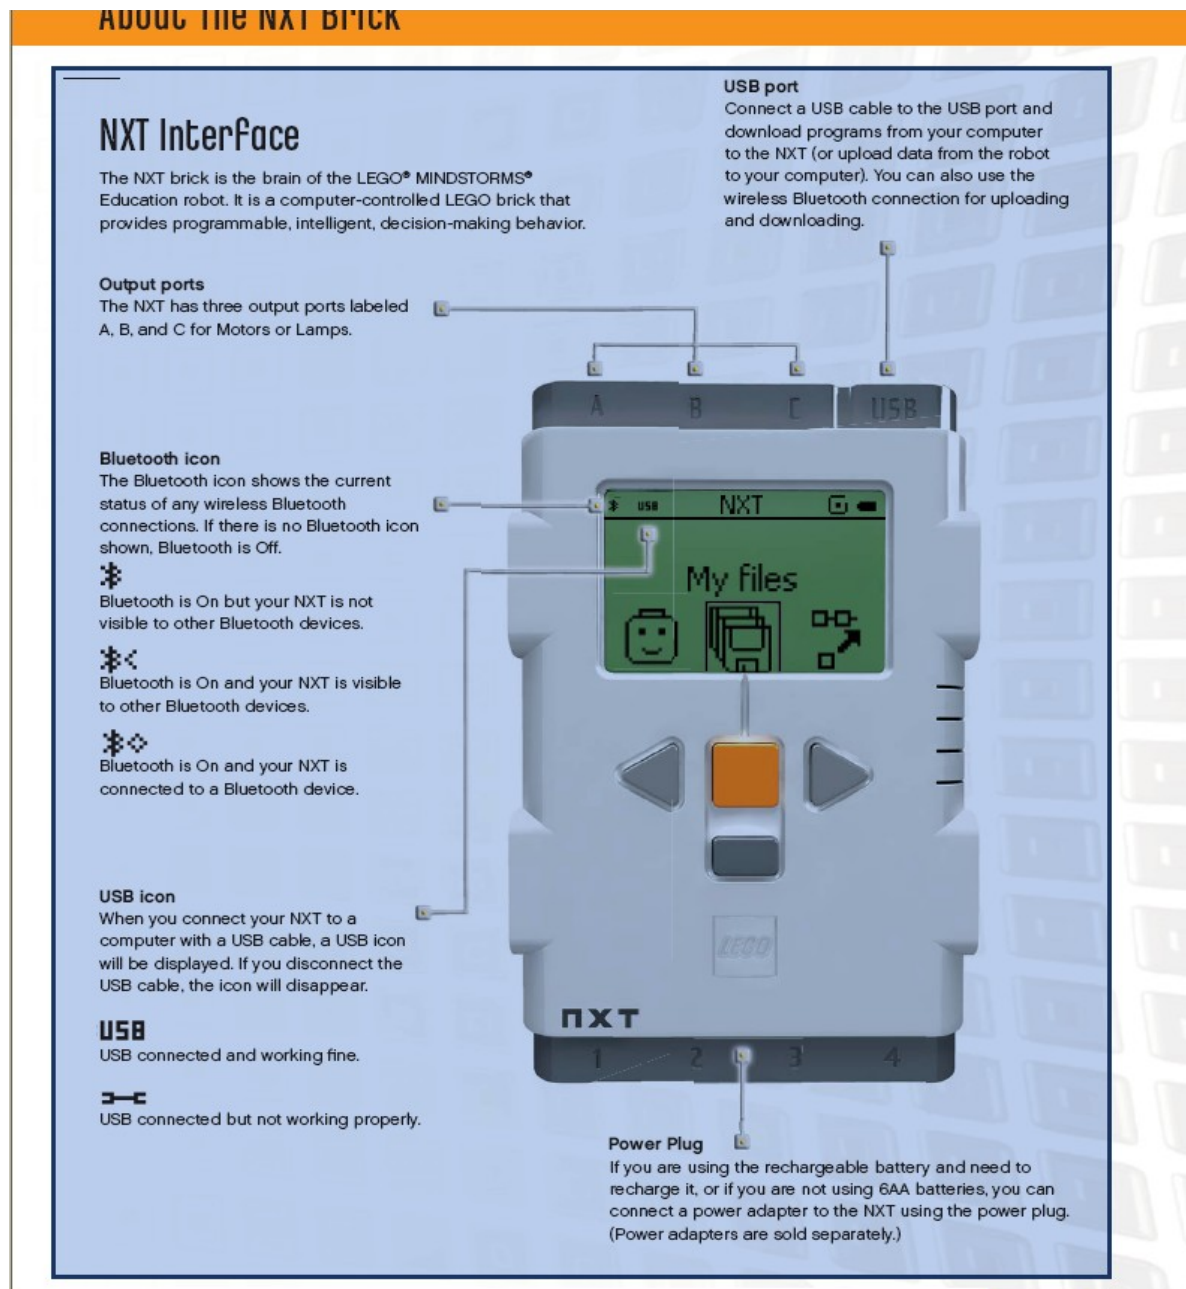 About The NXT Brick
NXT Interface
The NXT brick is the brain of the LEGO® MINDSTORMS®
Education robot. It is a computer-controlled LEGO brick that
provides programmable, intelligent, decision-making behavior.
USB port
Connect a USB cable to the USB port and
download programs from your computer
to the NXT (or upload data from the robot
to your computer). You can also use the
wireless Bluetooth connection for uploading
and downloading.
Output ports
The NXT has three output ports labeled
A, B, and C for Motors or Lamps.
A B C USB
Bluetooth icon
The Bluetooth icon shows the current
status of any wireless Bluetooth
connections. If there is no Bluetooth icon
shown, Bluetooth is Off.
Bluetooth is On but your NXT is not
visible to other Bluetooth devices.
Bluetooth is On and your NXT is visible
to other Bluetooth devices.
Bluetooth is On and your NXT is
connected to a Bluetooth device.
USB NXT
My files
USB icon
When you connect your NXT to a
computer with a USB cable, a USB icon
will be displayed. If you disconnect the
USB cable, the icon will disappear.
USB
USB connected and working fine.
USB connected but not working properly.
LEGO
NXT
1 2 3 4
Power Plug
If you are using the rechargeable battery and need to
recharge it, or if you are not using 6AA batteries, you can
connect a power adapter to the NXT using the power plug.
(Power adapters are sold separately.)